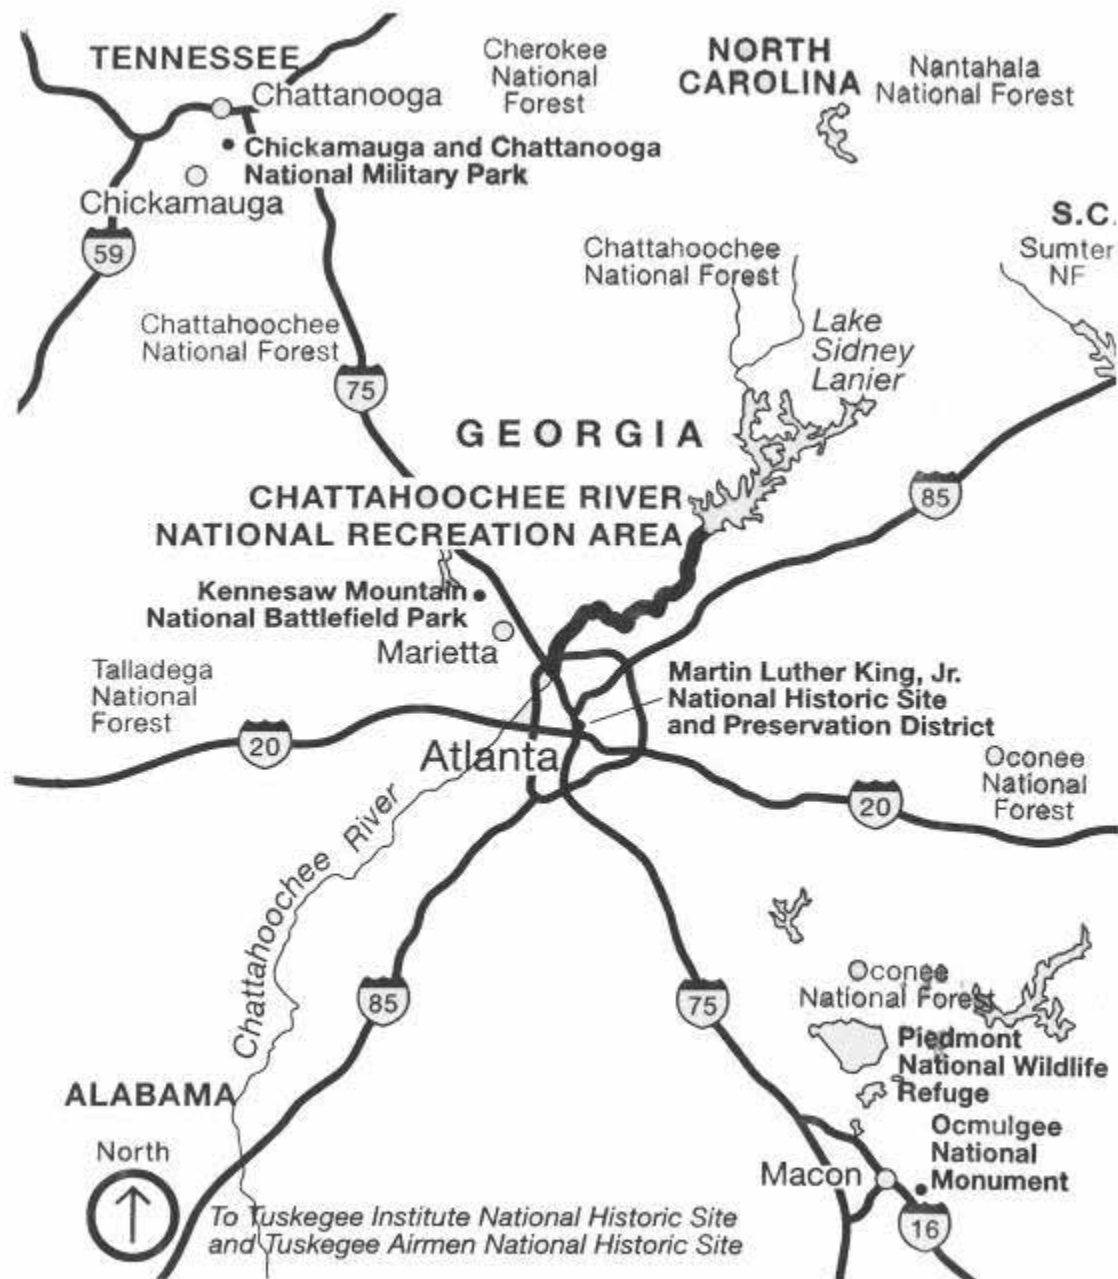 TENNESSEE
Chattanooga
Cherokee
National
Forest
NORTH
CAROLINA
Nantahala
National Forest
Chickamauga and Chattanooga
National Military Park
Chickamauga
59
S.C.
Sumter
NF
Chattahoochee
National Forest
Chattahoochee
National Forest
Lake
Sidney
Lanier
75
GEORGIA
85
CHATTAHOOCHEE RIVER
NATIONAL RECREATION AREA
Kennesaw Mountain
National Battlefield Park
Marietta
Talladega
National
Forest
Martin Luther King, Jr.
National Historic Site
and Preservation District
20
Atlanta
Oconee
National
Forest
20
Chattahoochee River
85
75
Oconee
National Forest
Piedmont
National Wildlife
Refuge
ALABAMA
Ocmulgee
National
Monument
North
Macon
16
To Tuskegee Institute National Historic Site
and Tuskegee Airmen National Historic Site